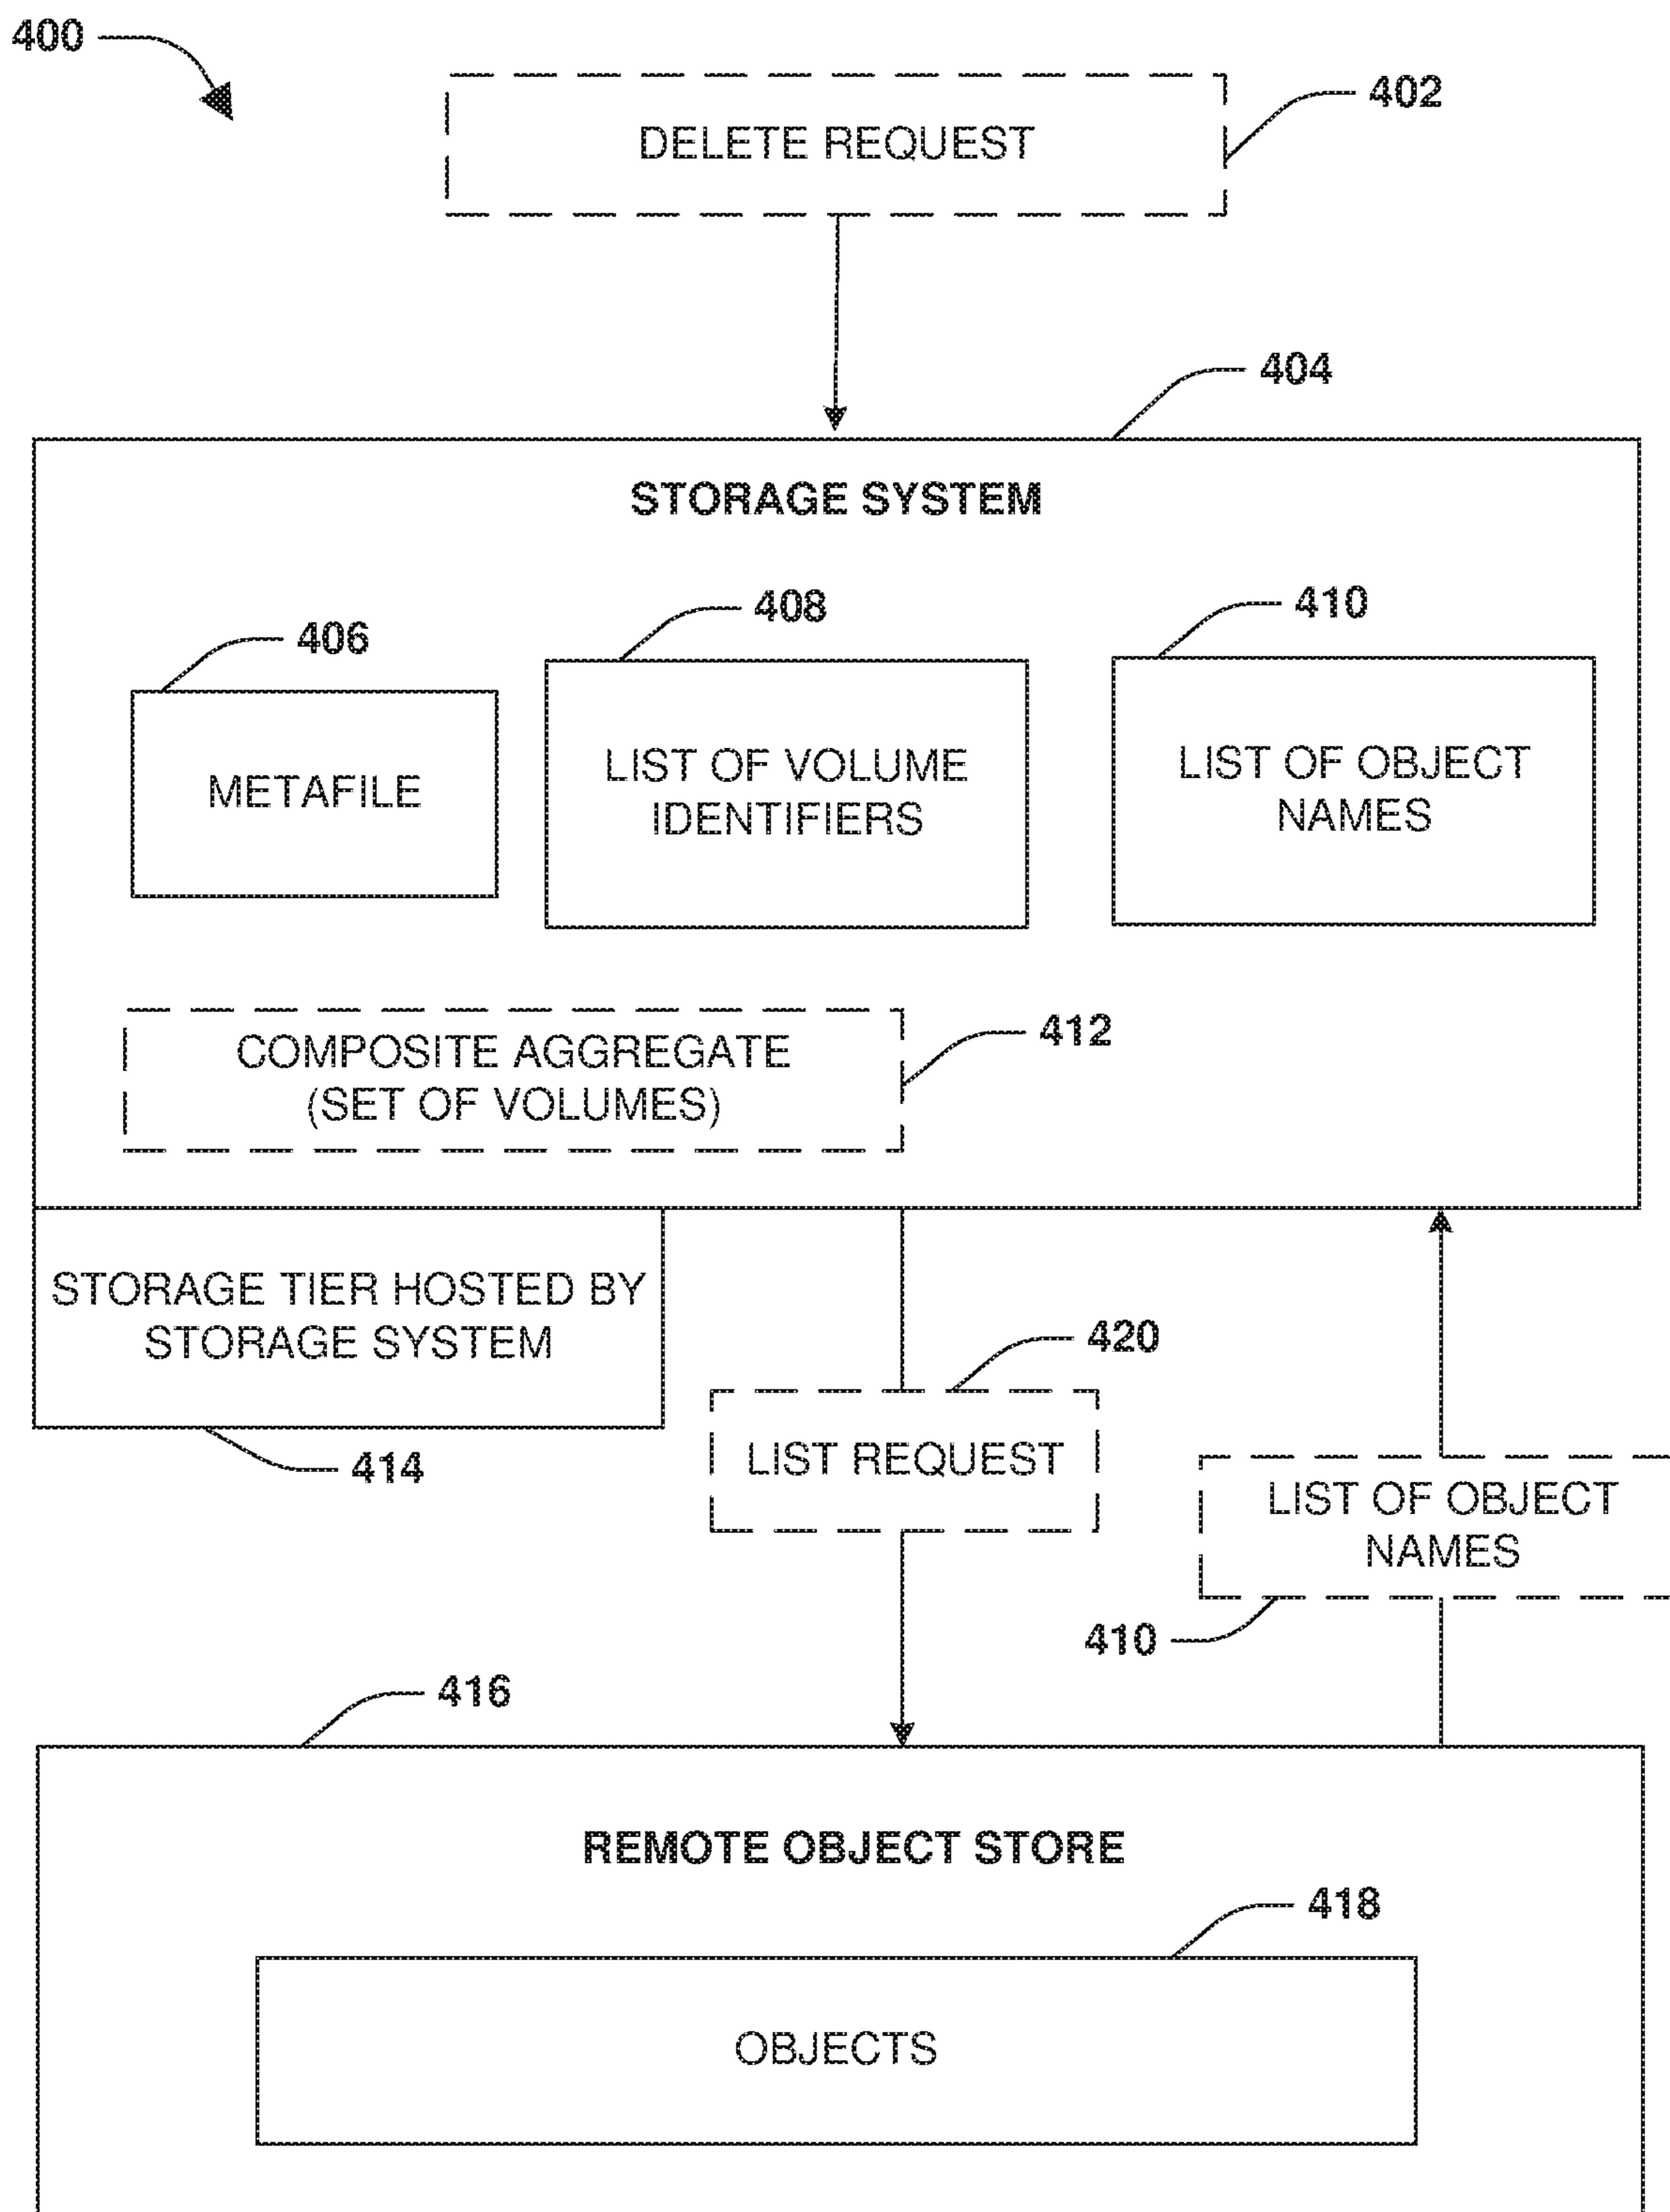 400
402
DELETE REQUEST
404
STORAGE SYSTEM
406
408
410
METAFILE
LIST OF VOLUME
IDENTIFIERS
LIST OF OBJECT
NAMES
COMPOSITE AGGREGATE
(SET OF VOLUMES)
412
STORAGE TIER HOSTED BY
STORAGE SYSTEM
414
420
LIST REQUEST
LIST OF OBJECT
NAMES
410
416
REMOTE OBJECT STORE
418
OBJECTS